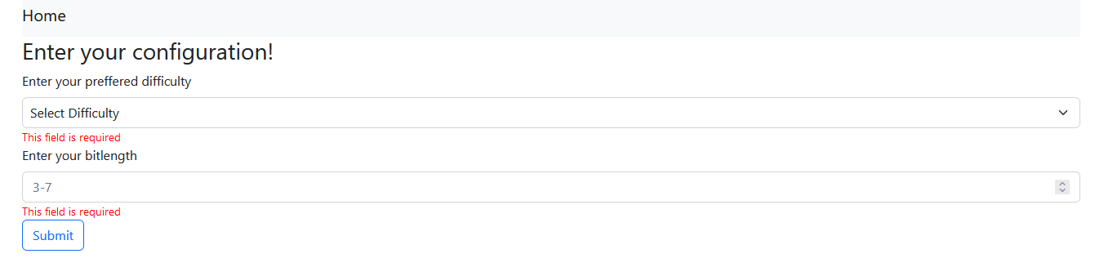 Home
Enter your configuration!
Enter your preffered difficulty
Select Difficulty
This field is required
Enter your bitlength
3-7
This field is required
Submit